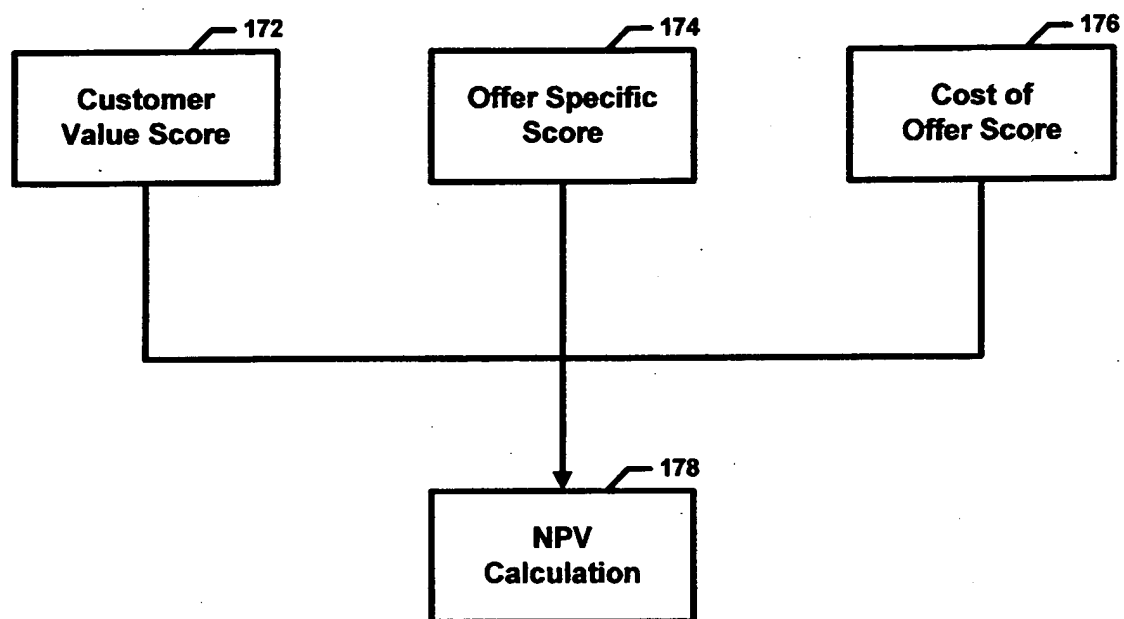 172
Customer
Value Score
174
Offer Specific
Score
176
Cost of
Offer Score
178
NPV
Calculation